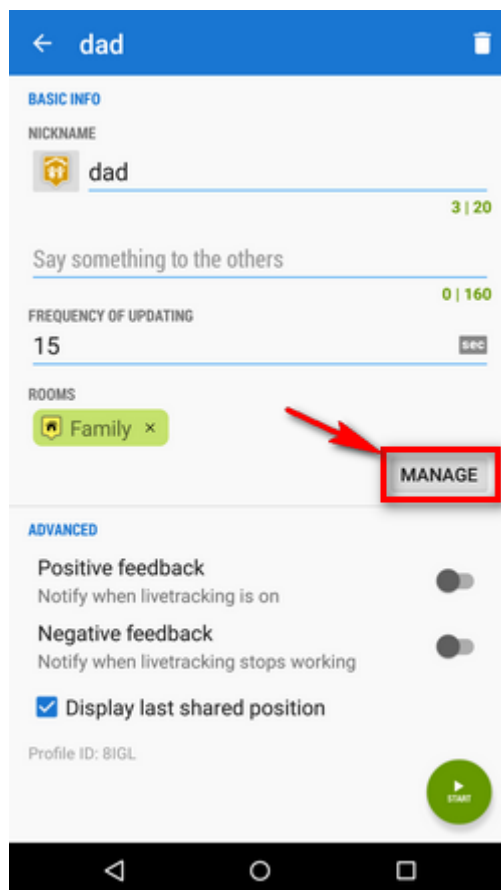 dad
BASIC INFO
NICKNAME
dad
3 | 20
Say something to the others
0 | 160
FREQUENCY OF UPDATING
15 sec
ROOMS
Family ×
MANAGE
ADVANCED
Positive feedback
Notify when livetracking is on
Negative feedback
Notify when livetracking stops working
Display last shared position
Profile ID: 8IGL
START